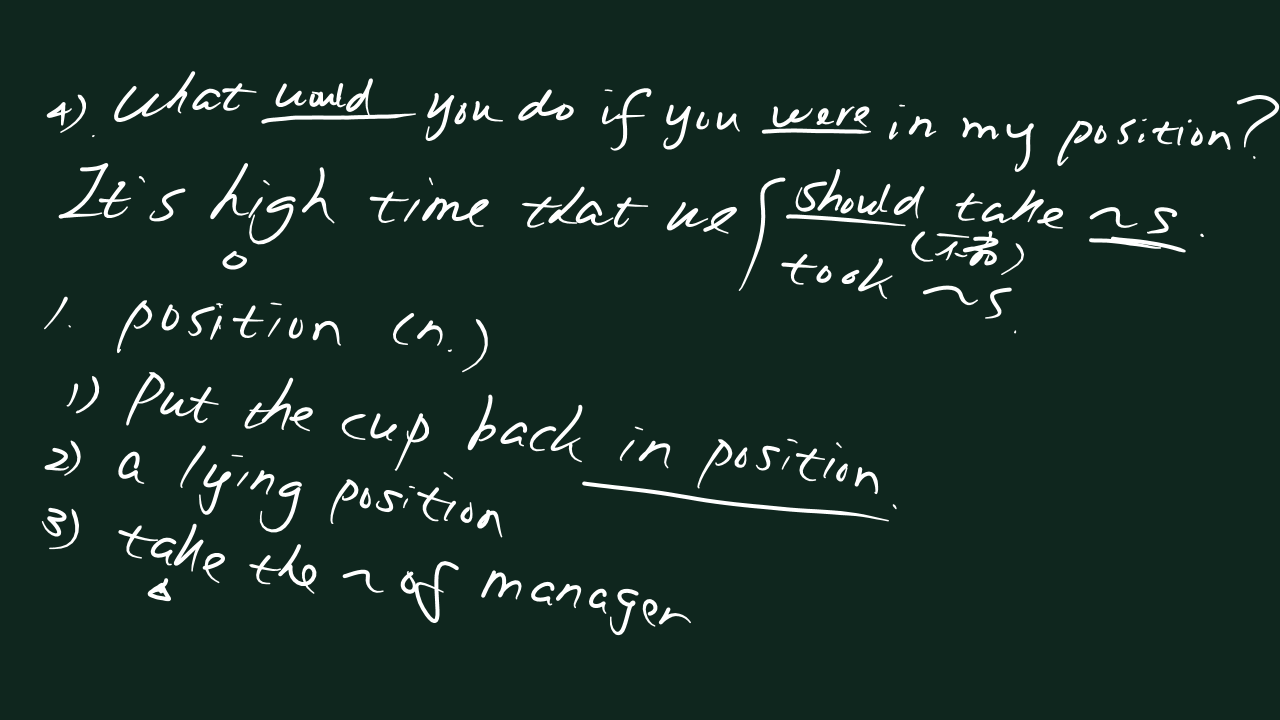 4). What would you do if you were in my position?
It's high time that we { should take ~s.
(不省)
took ~s.
1. position (n.)
1) Put the cup back in position.
2) a lying position
3) take the ~ of manager